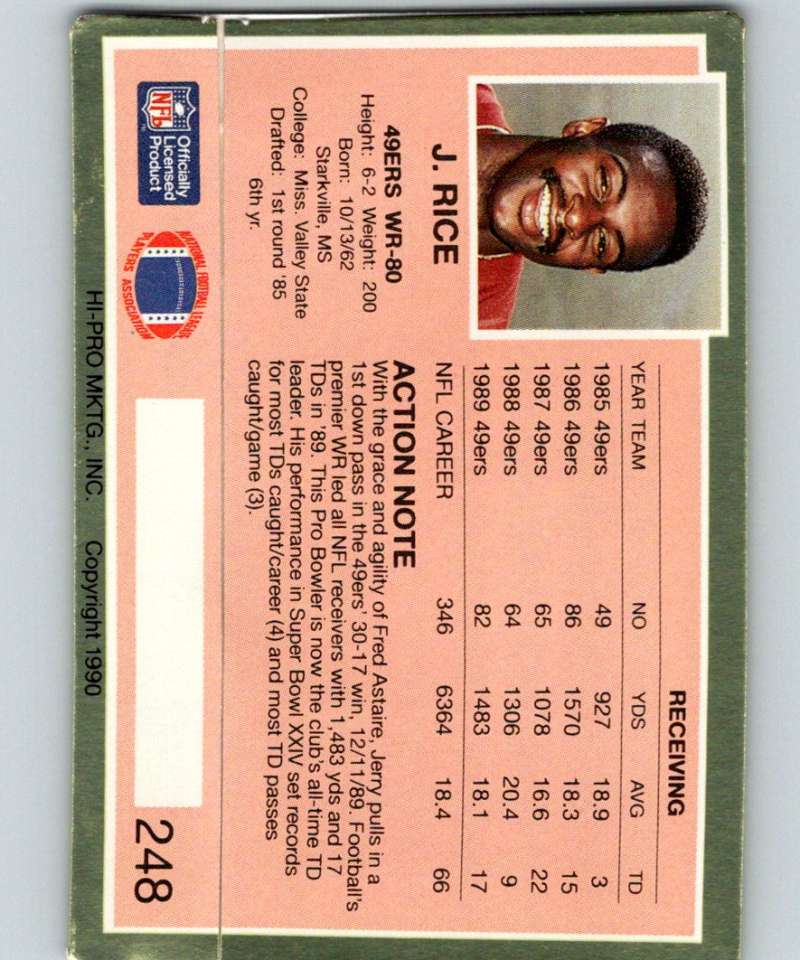 J. RICE
49ERS WR-80
Height: 6-2 Weight: 200
Born: 10/13/62
Starkville, MS
College: Miss. Valley State
Drafted: 1st round '85
6th yr.
RECEIVING
YEAR TEAM NO YDS AVG TD
1985 49ers 49 927 18.9 3
1986 49ers 86 1570 18.3 15
1987 49ers 65 1078 16.6 22
1988 49ers 64 1306 20.4 9
1989 49ers 82 1483 18.1 17
NFL CAREER 346 6364 18.4 66
ACTION NOTE
With the grace and agility of Fred Astaire, Jerry pulls in a
1st down pass in the 49ers' 30-17 win, 12/11/89. Football's
premier WR led all NFL receivers with 1,483 yds and 17
TDs in '89. This Pro Bowler is now the club's all-time TD
leader. His performance in Super Bowl XXIV set records
for most TDs caught/career (4) and most TD passes
caught/game (3).
NFL
TM
Officially
Licensed
Product
NATIONAL FOOTBALL LEAGUE
PLAYERS ASSOCIATION
248
HI-PRO MKTG., INC. Copyright 1990